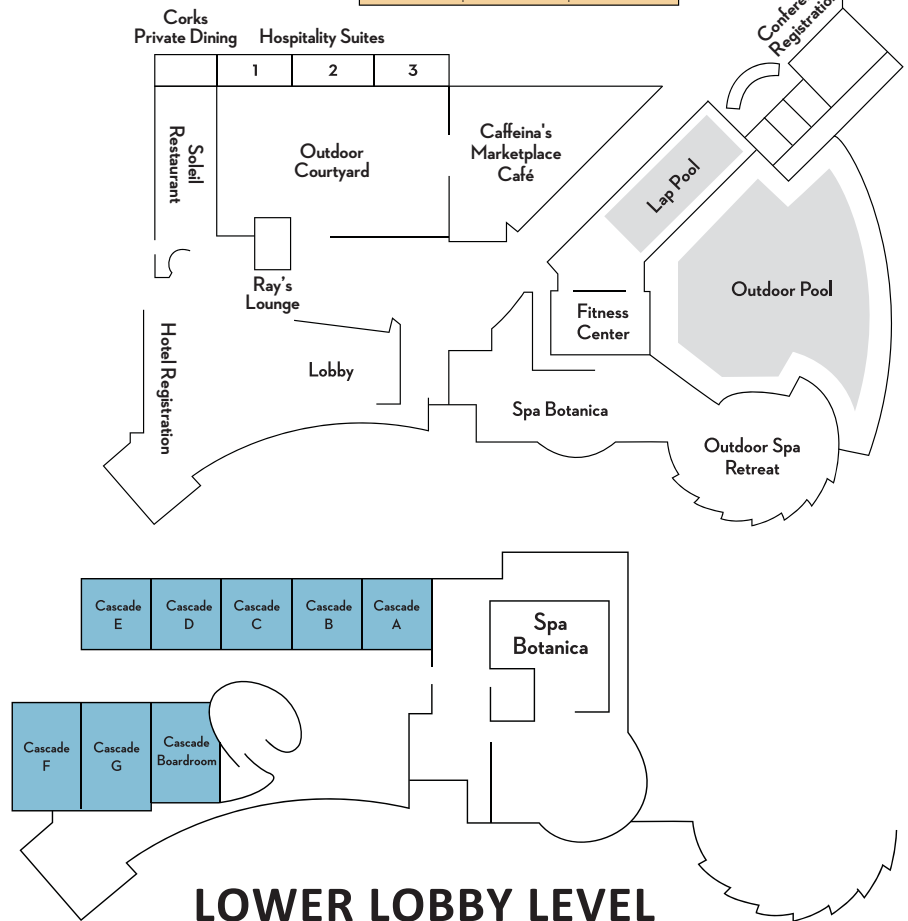 Corks
Private Dining
Hospitality Suites
1
2
3
Soleil
Restaurant
Outdoor
Courtyard
Caffeina's
Marketplace
Café
Registration
Lap Pool
Outdoor Pool
Ray's
Lounge
Fitness
Center
Hotel Registration
Lobby
Spa Botanica
Outdoor Spa
Retreat
Cascade
E
Cascade
D
Cascade
C
Cascade
B
Cascade
A
Spa
Botanica
Cascade
F
Cascade
G
Cascade
Boardroom
LOWER LOBBY LEVEL